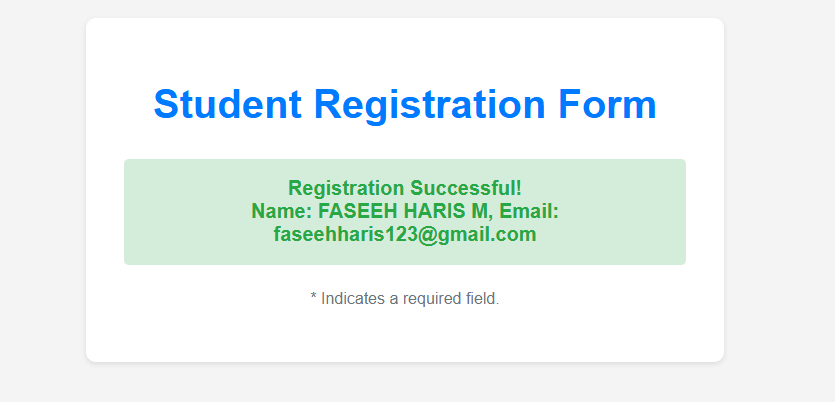 Student Registration Form
Registration Successful!
Name: FASEEH HARIS M, Email:
faseehharis123@gmail.com
* Indicates a required field.